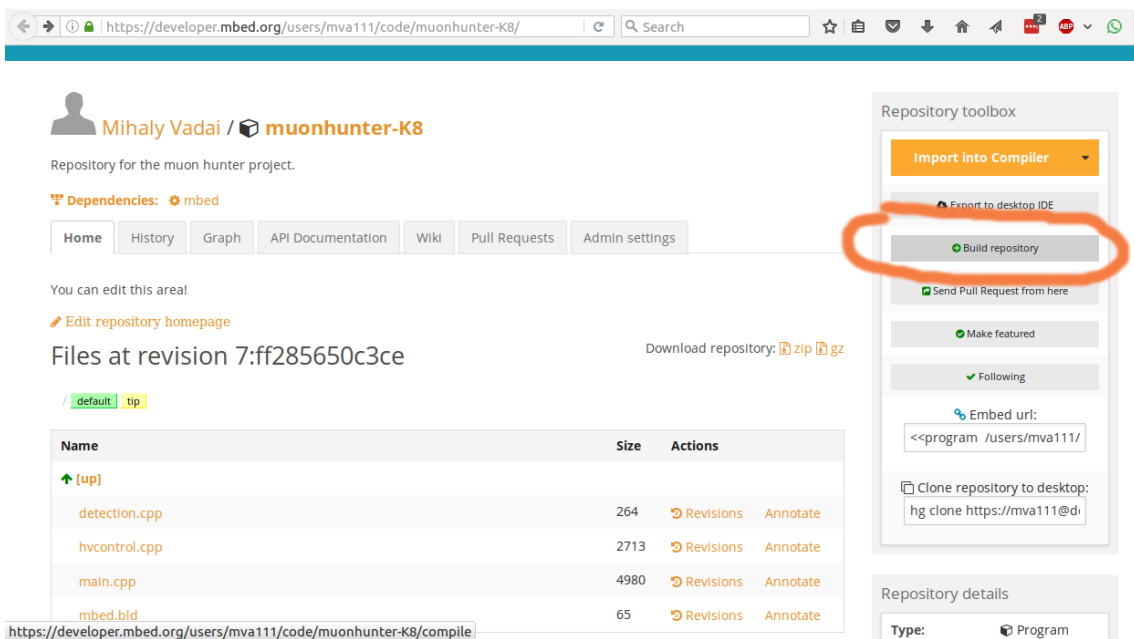 https://developer.mbed.org/users/mva111/code/muonhunter-K8/
Search
2
ABP
Mihaly Vadai / muonhunter-K8
Repository for the muon hunter project.
Dependencies: mbed
Home History Graph API Documentation Wiki Pull Requests Admin settings
You can edit this area!
Edit repository homepage
Files at revision 7:ff285650c3ce
Download repository: zip gz
/ default tip
Name Size Actions
[up]
detection.cpp 264 Revisions Annotate
hvcontrol.cpp 2713 Revisions Annotate
main.cpp 4980 Revisions Annotate
mbed.bld 65 Revisions Annotate
https://developer.mbed.org/users/mva111/code/muonhunter-K8/compile
Repository toolbox
Import into Compiler
Export to desktop IDE
Build repository
Send Pull Request from here
Make featured
Following
Embed url:
<<program /users/mva111/
Clone repository to desktop:
hg clone https://mva111@d
Repository details
Type: Program